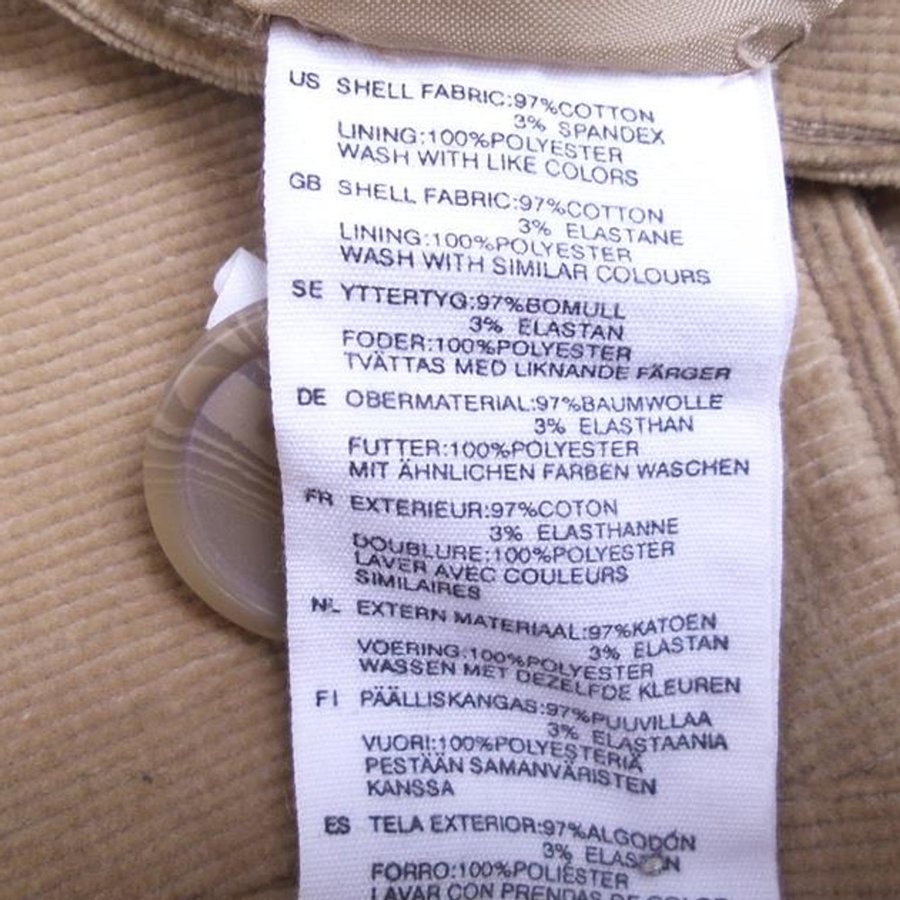 US SHELL FABRIC:97%COTTON
3% SPANDEX
LINING:100%POLYESTER
WASH WITH LIKE COLORS
GB SHELL FABRIC:97%COTTON
3% ELASTANE
LINING:100%POLYESTER
WASH WITH SIMILAR COLOURS
SE YTTERTYG:97%BOMULL
3% ELASTAN
FODER:100%POLYESTER
TVÄTTAS MED LIKNANDE FÄRGER
DE OBERMATERIAL:97%BAUMWOLLE
3% ELASTHAN
FUTTER:100%POLYESTER
MIT ÄHNLICHEN FARBEN WASCHEN
FR EXTERIEUR:97%COTON
3% ELASTHANNE
DOUBLURE:100%POLYESTER
LAVER AVEC COULEURS
SIMILAIRES
NL EXTERN MATERIAAL:97%KATOEN
3% ELASTAN
VOERING:100%POLYESTER
WASSEN MET DEZELFDE KLEUREN
FI PÄÄLLISKANGAS:97%PUUVILLAA
3% ELASTAANIA
VUORI:100%POLYESTERIÄ
PESTÄÄN SAMANVÄRISTEN
KANSSA
ES TELA EXTERIOR:97%ALGODÓN
3%
FORRO:100%POLIÉSTER
LAVAR CON PRENDAS DE COLOR